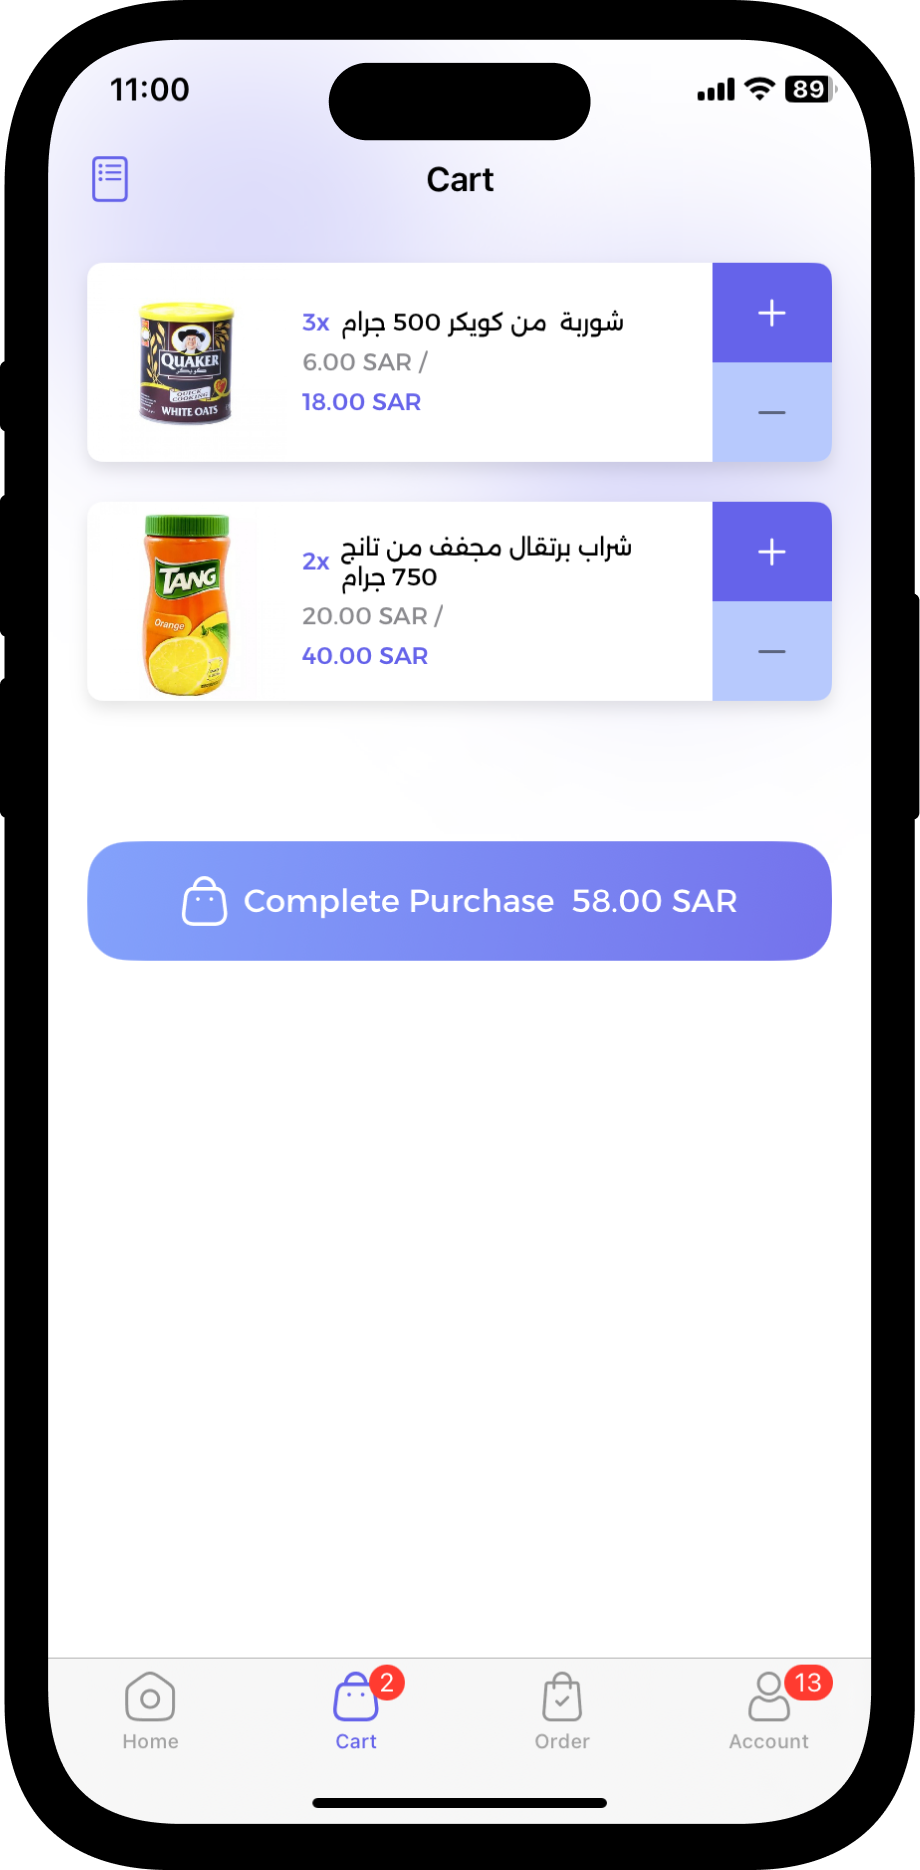 11:00
89
Cart
QUAKER
QUICK COOKING
WHITE OATS
3x شوربة من كويكر 500 جرام
6.00 SAR /
18.00 SAR
TANG
Orange
2x شراب برتقال مجفف من تانج
750 جرام
20.00 SAR /
40.00 SAR
Complete Purchase 58.00 SAR
2
13
Home
Cart
Order
Account